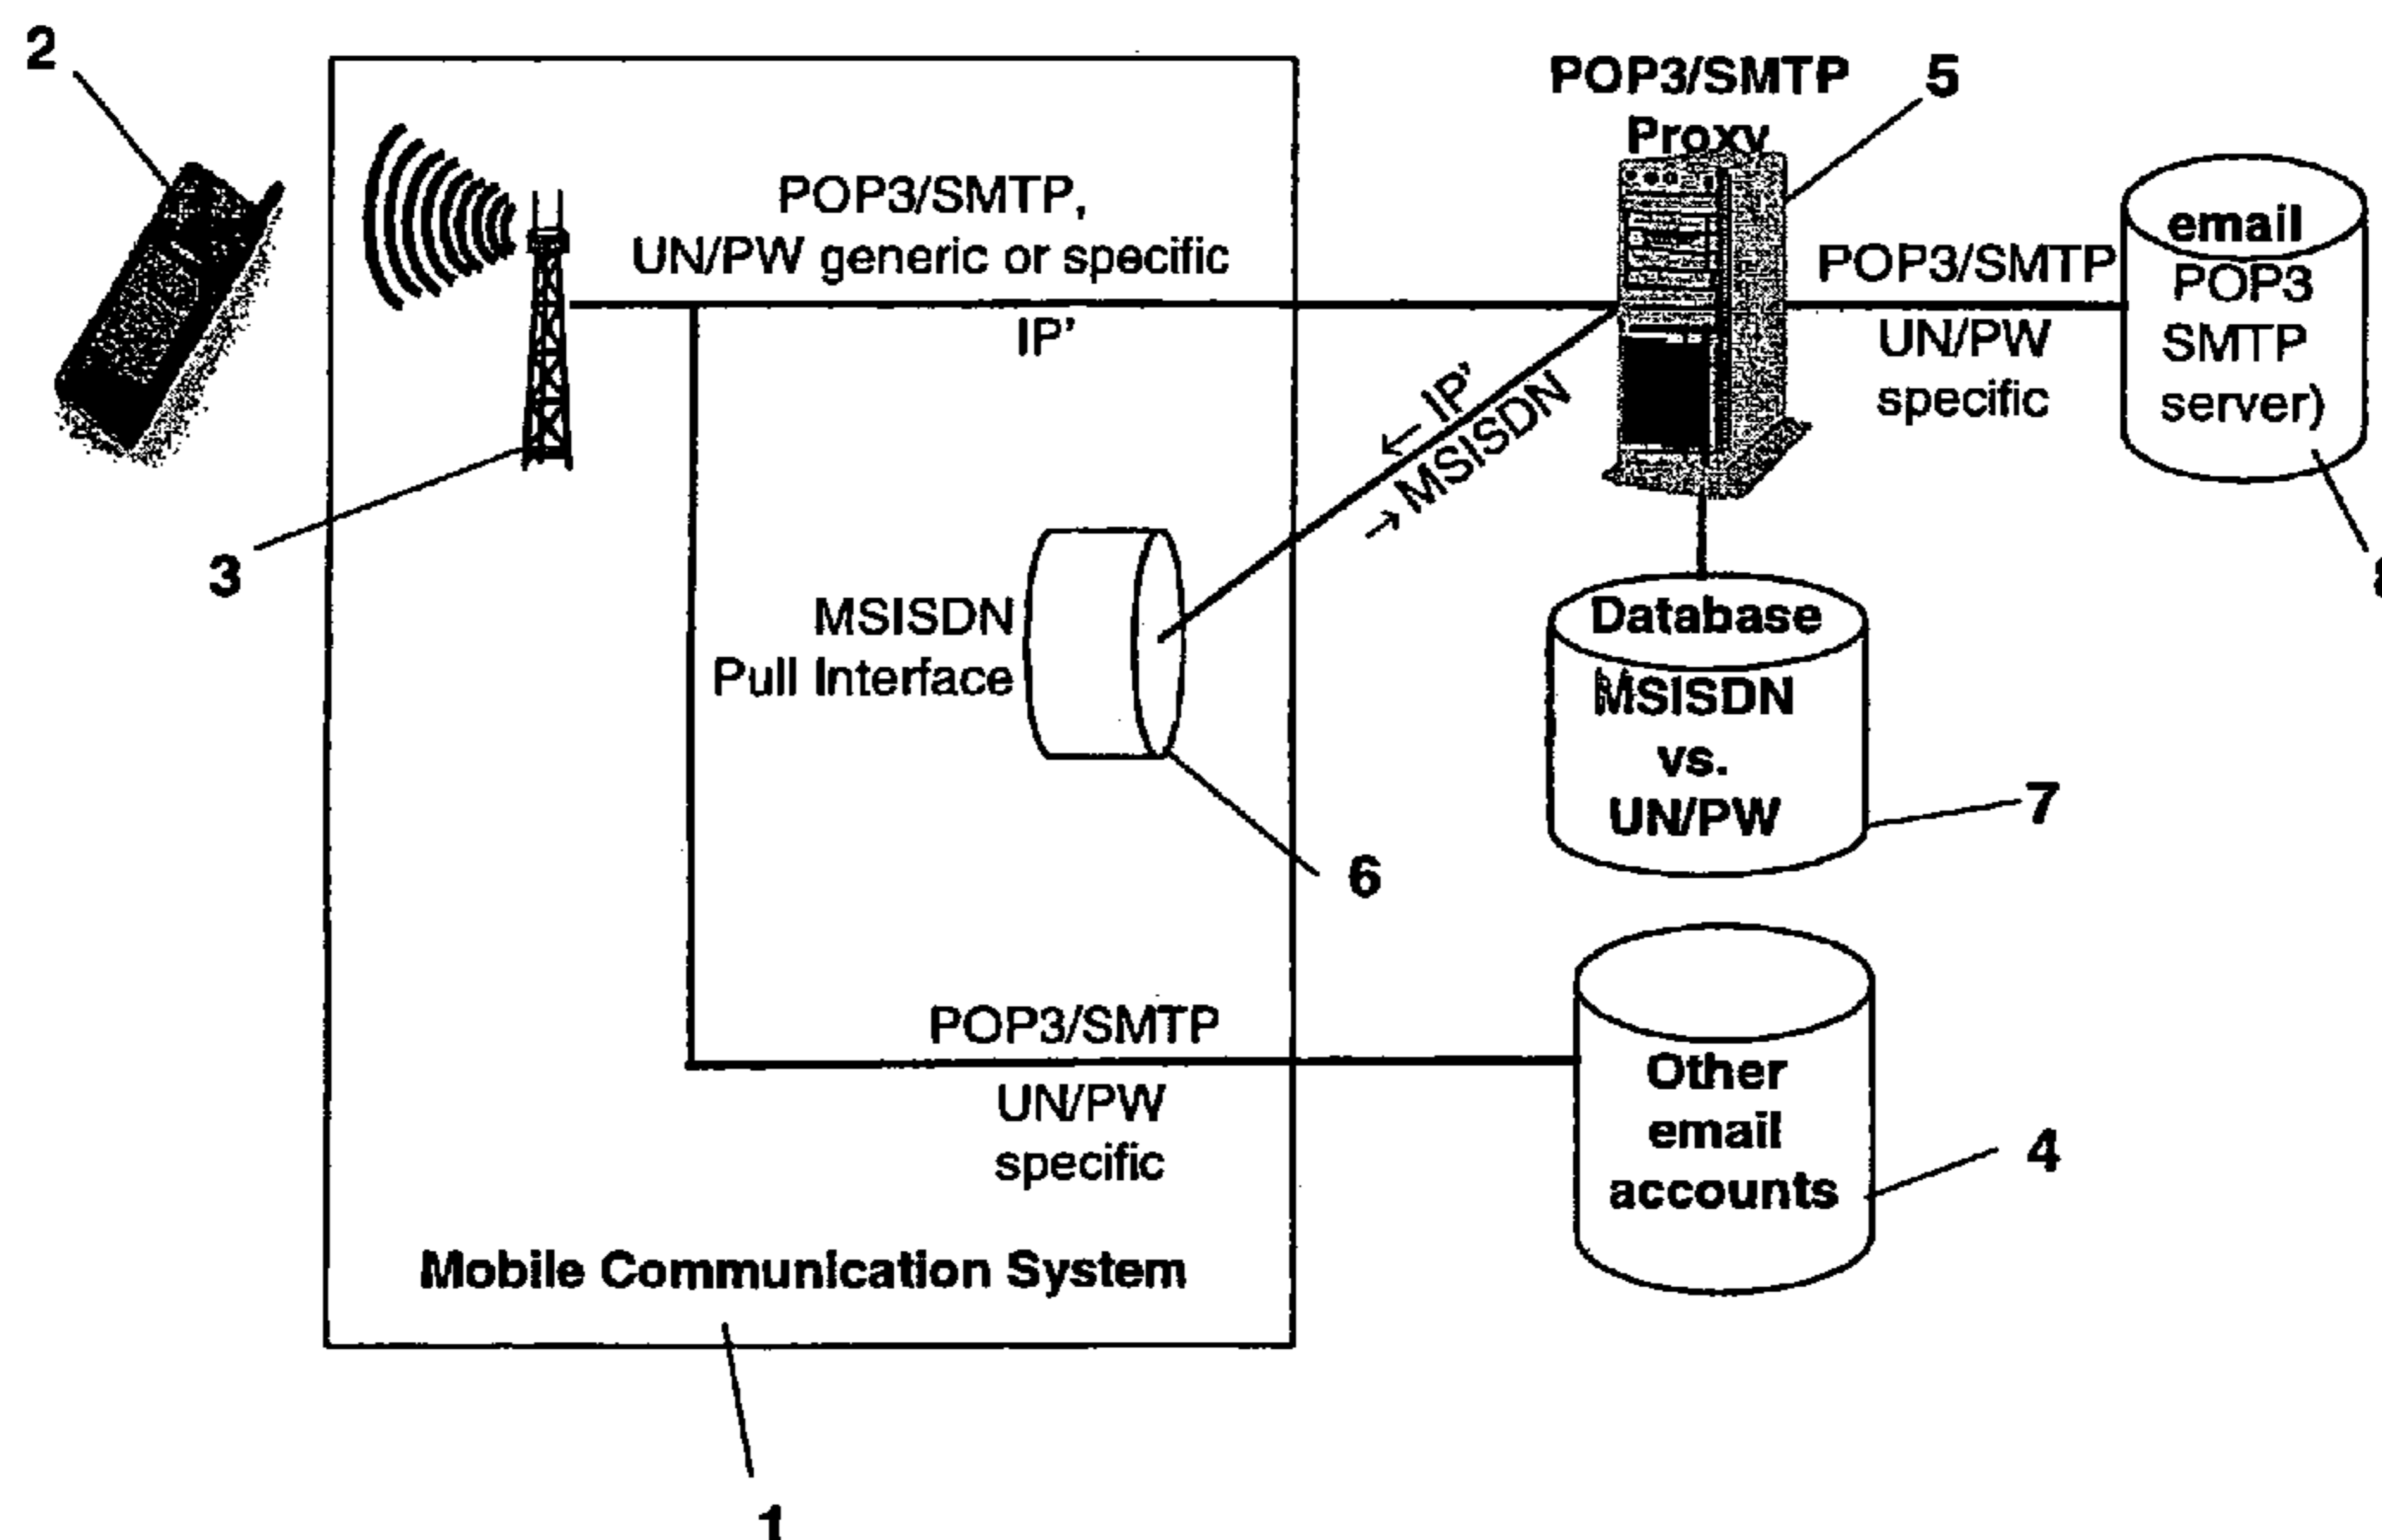 2
POP3/SMTP
Proxy
5
POP3/SMTP,
UN/PW generic or specific
IP'
POP3/SMTP
UN/PW
specific
email
POP3
SMTP
server)
← IP'
→ MSISDN
3
MSISDN
Pull Interface
6
Database
MSISDN
vs.
UN/PW
7
POP3/SMTP
UN/PW
specific
Other
email
accounts
4
Mobile Communication System
1